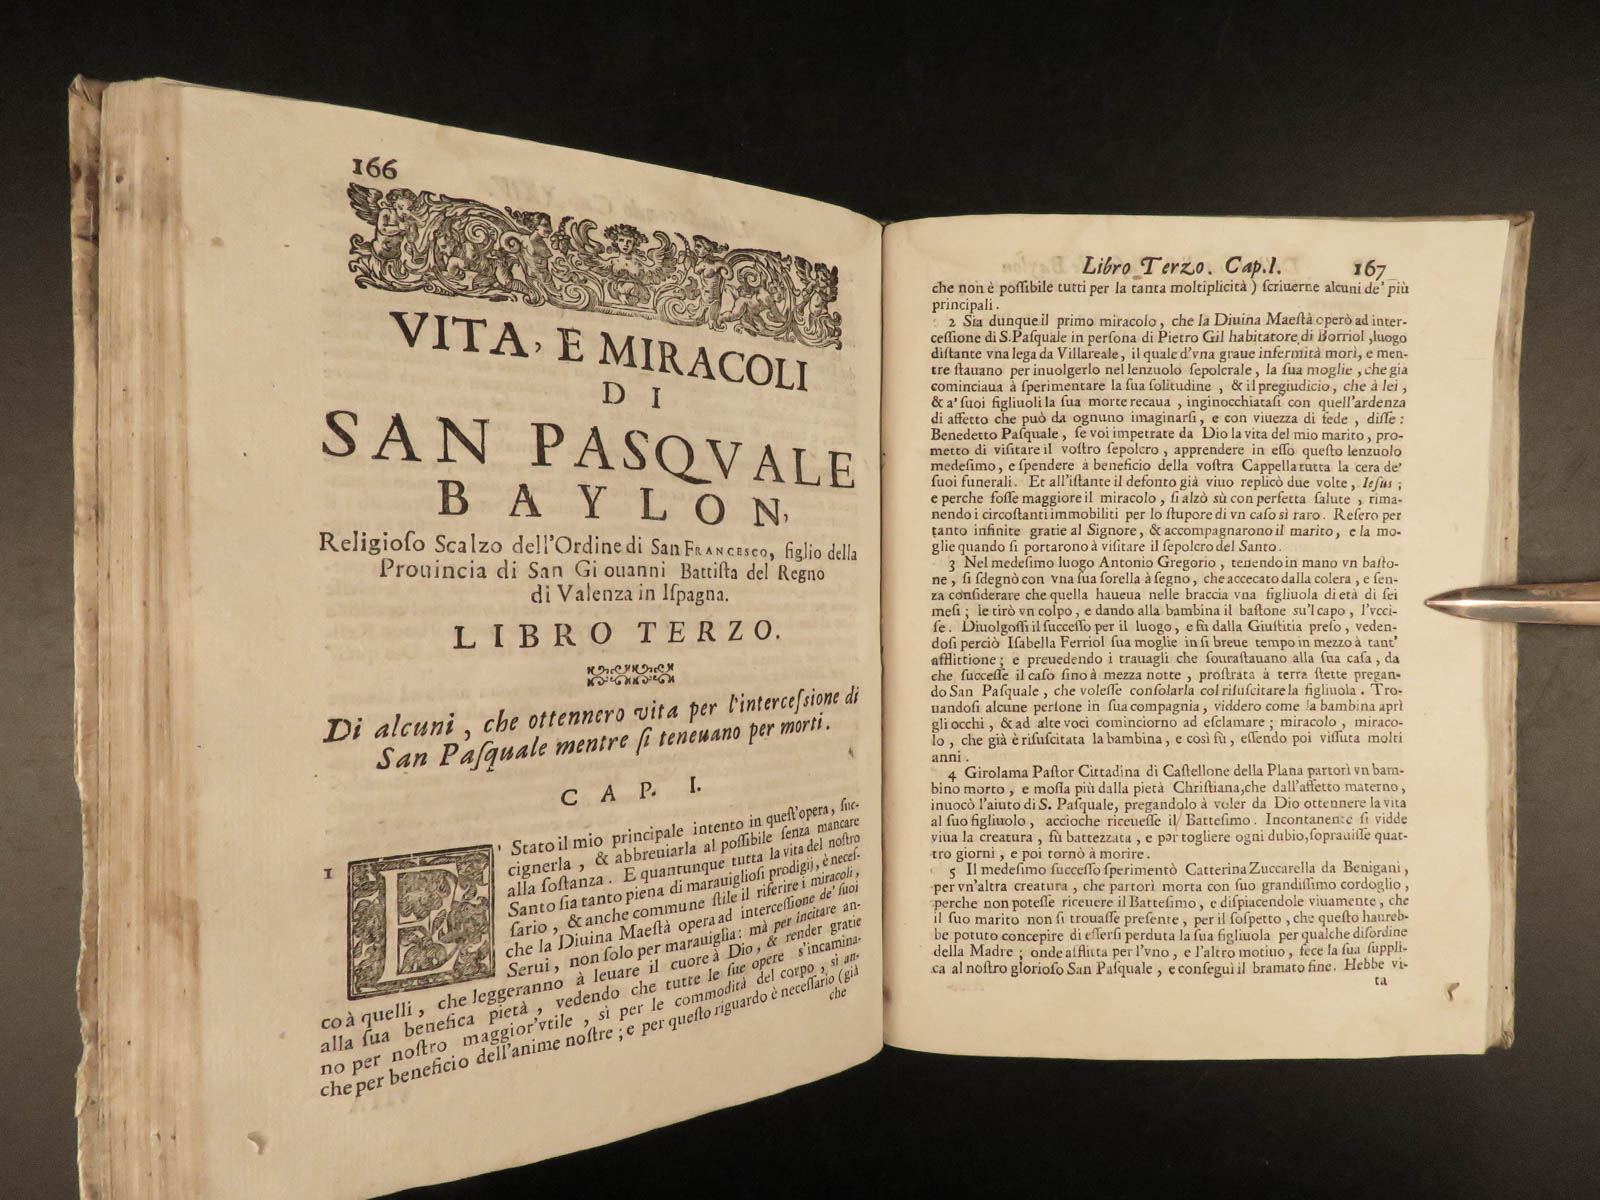 166
VITA, E MIRACOLI
DI
SAN PASQVALE
BAYLON,
Religioſo Scalzo dell'Ordine di San FRANCESCO, figlio della
Prouincia di San Giouanni Battiſta del Regno
di Valenza in Iſpagna.
LIBRO TERZO.
Di alcuni, che ottennero vita per l'interceſsione di
San Paſquale mentre ſi teneuano per morti.
CAP. I.
1 E' Stato il mio principale intento in queſt'opera, ſuc-
cignerla, & abbreuiarla al poſſibile ſenza mancare
alla ſoſtanza. E quantunque tutta la vita del noſtro
Santo ſia tanto piena di marauiglioſi prodigij, è neceſ-
ſario, & anche commune ſtile il riferire i miracoli,
che la Diuina Maeſtà opera ad interceſſione de' ſuoi
Serui, non ſolo per marauiglia: mà per incitare an-
co à quelli, che leggeranno à leuare il cuore à Dio, & render gratie
alla ſua benefica pietà, vedendo che tutte le ſue opere s'incamina-
no per noſtro maggior'vtile, sì per le commodità del corpo, sì an-
che per beneficio dell'anime noſtre; e per queſto riguardo è neceſſario (già
che
Libro Terzo. Cap.I. 167
che non è poſſibile tutti per la tanta moltiplicità) ſcriuerne alcuni de' più
principali.
2 Sia dunque il primo miracolo, che la Diuina Maeſtà operò ad inter-
ceſſione di S.Paſquale in perſona di Pietro Gil habitatore di Borriol, luogo
diſtante vna lega da Villareale, il quale d'vna graue infermità morì, e men-
tre ſtauano per inuolgerlo nel lenzuolo ſepolcrale, la ſua moglie, che già
cominciaua à ſperimentare la ſua ſolitudine, & il pregiudicio, che à lei,
& a' ſuoi figliuoli la ſua morte recaua, inginocchiataſi con quell'ardenza
di affetto che può da ognuno imaginarſi, e con viuezza di fede, diſſe:
Benedetto Paſquale, ſe voi impetrate da Dio la vita del mio marito, pro-
metto di viſitare il voſtro ſepolcro, apprendere in eſſo queſto lenzuolo
medeſimo, e ſpendere à beneficio della voſtra Cappella tutta la cera de'
ſuoi funerali. Et all'iſtante il defonto già viuo replicò due volte, Ieſus;
e perche foſſe maggiore il miracolo, ſi alzò sù con perfetta ſalute, rima-
nendo i circoſtanti immobiliti per lo ſtupore di vn caſo sì raro. Reſero per
tanto infinite gratie al Signore, & accompagnarono il marito, e la mo-
glie quando ſi portarono à viſitare il ſepolcro del Santo.
3 Nel medeſimo luogo Antonio Gregorio, tenendo in mano vn baſto-
ne, ſi ſdegnò con vna ſua ſorella à ſegno, che accecato dalla colera, e ſen-
za conſiderare che quella haueua nelle braccia vna figliuola di età di ſei
meſi; le tirò vn colpo, e dando alla bambina il baſtone su'l capo, l'vcci-
ſe. Diuolgoſſi il ſucceſſo per il luogo, e fù dalla Giuſtitia preſo, veden-
doſi perciò Iſabella Ferriol ſua moglie in sì breue tempo in mezzo à tant'
afflittione; e preuedendo i trauagli che ſouraſtauano alla ſua caſa, da
che ſucceſſe il caſo ſino à mezza notte, proſtrata à terra ſtette pregan-
do San Paſquale, che voleſſe conſolarla col riſuſcitare la figliuola. Tro-
uandoſi alcune perſone in ſua compagnia, viddero come la bambina aprì
gli occhi, & ad alte voci cominciorno ad eſclamare; miracolo, miraco-
lo, che già è riſuſcitata la bambina, e così fù, eſſendo poi viſſuta molti
anni.
4 Girolama Paſtor Cittadina di Caſtellone della Plana partorì vn bam-
bino morto, e moſſa più dalla pietà Chriſtiana, che dall'affetto materno,
inuocò l'aiuto di S. Paſquale, pregandolo à voler da Dio ottennere la vita
al ſuo figliuolo, accioche riceueſſe il Batteſimo. Incontanente ſi vidde
viua la creatura, fù battezzata, e por togliere ogni dubio, ſoprauiſſe quat-
tro giorni, e poi tornò à morire.
5 Il medeſimo ſucceſſo ſperimentò Catterina Zuccarella da Benigani,
per vn'altra creatura, che partorì morta con ſuo grandiſſimo cordoglio,
perche non poteſſe riceuere il Batteſimo, e diſpiacendole viuamente, che
il ſuo marito non ſi trouaſſe preſente, per il ſoſpetto, che queſto haureb-
be potuto concepire di eſſerſi perduta la ſua figliuola per qualche diſordine
della Madre; onde afflitta per l'vno, e l'altro motiuo, fece la ſua ſuppli-
ca al noſtro glorioſo San Paſquale, e conſeguì il bramato fine. Hebbe vi-
ta